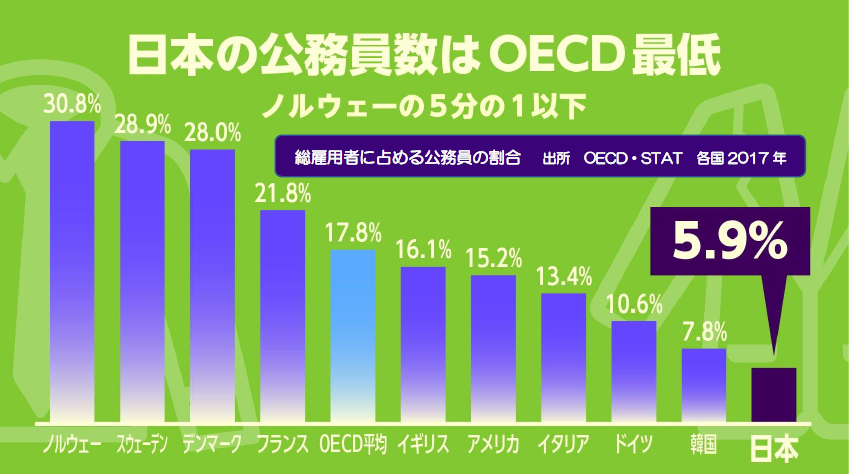 日本の公務員数はOECD最低
ノルウェーの5分の1以下
総雇用者に占める公務員の割合　出所　OECD・STAT　各国2017年
30.8%
28.9%
28.0%
21.8%
17.8%
16.1%
15.2%
13.4%
10.6%
7.8%
5.9%
ノルウェー スウェーデン デンマーク フランス OECD平均 イギリス アメリカ イタリア ドイツ 韓国 日本